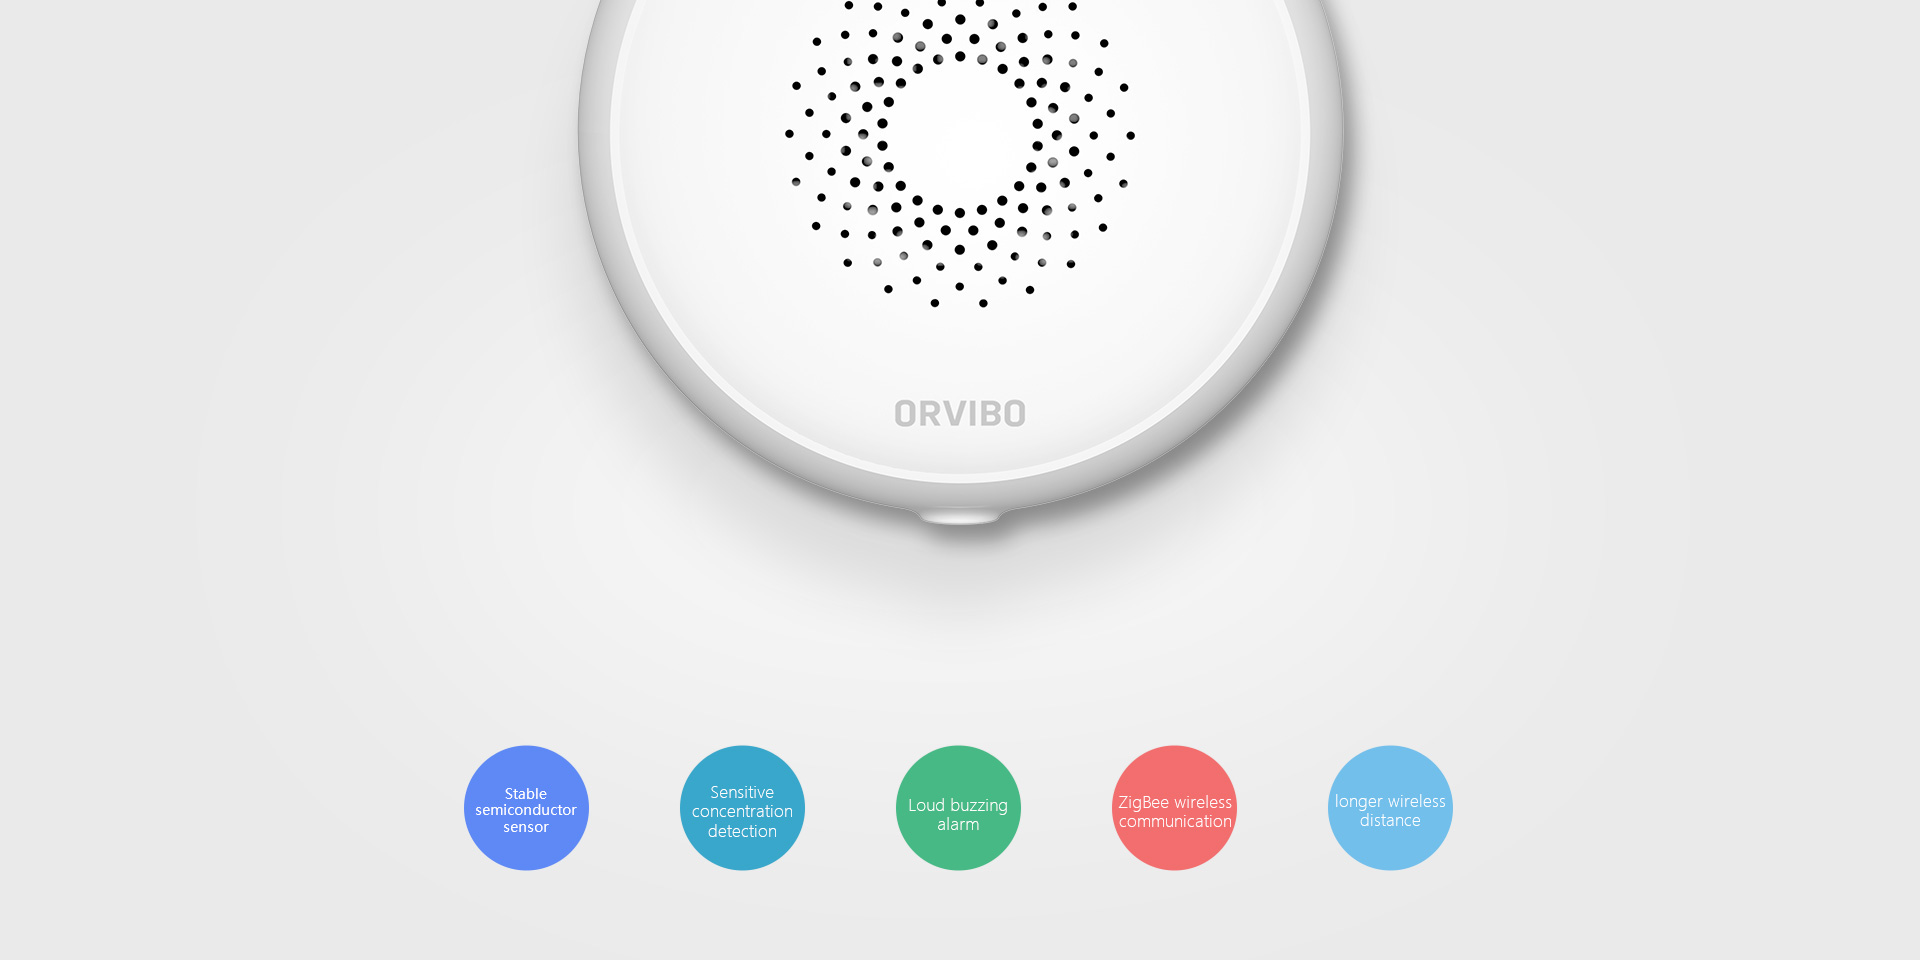 ORVIBO
Stable
semiconductor
sensor
Sensitive
concentration
detection
Loud buzzing
alarm
ZigBee wireless
communication
longer wireless
distance